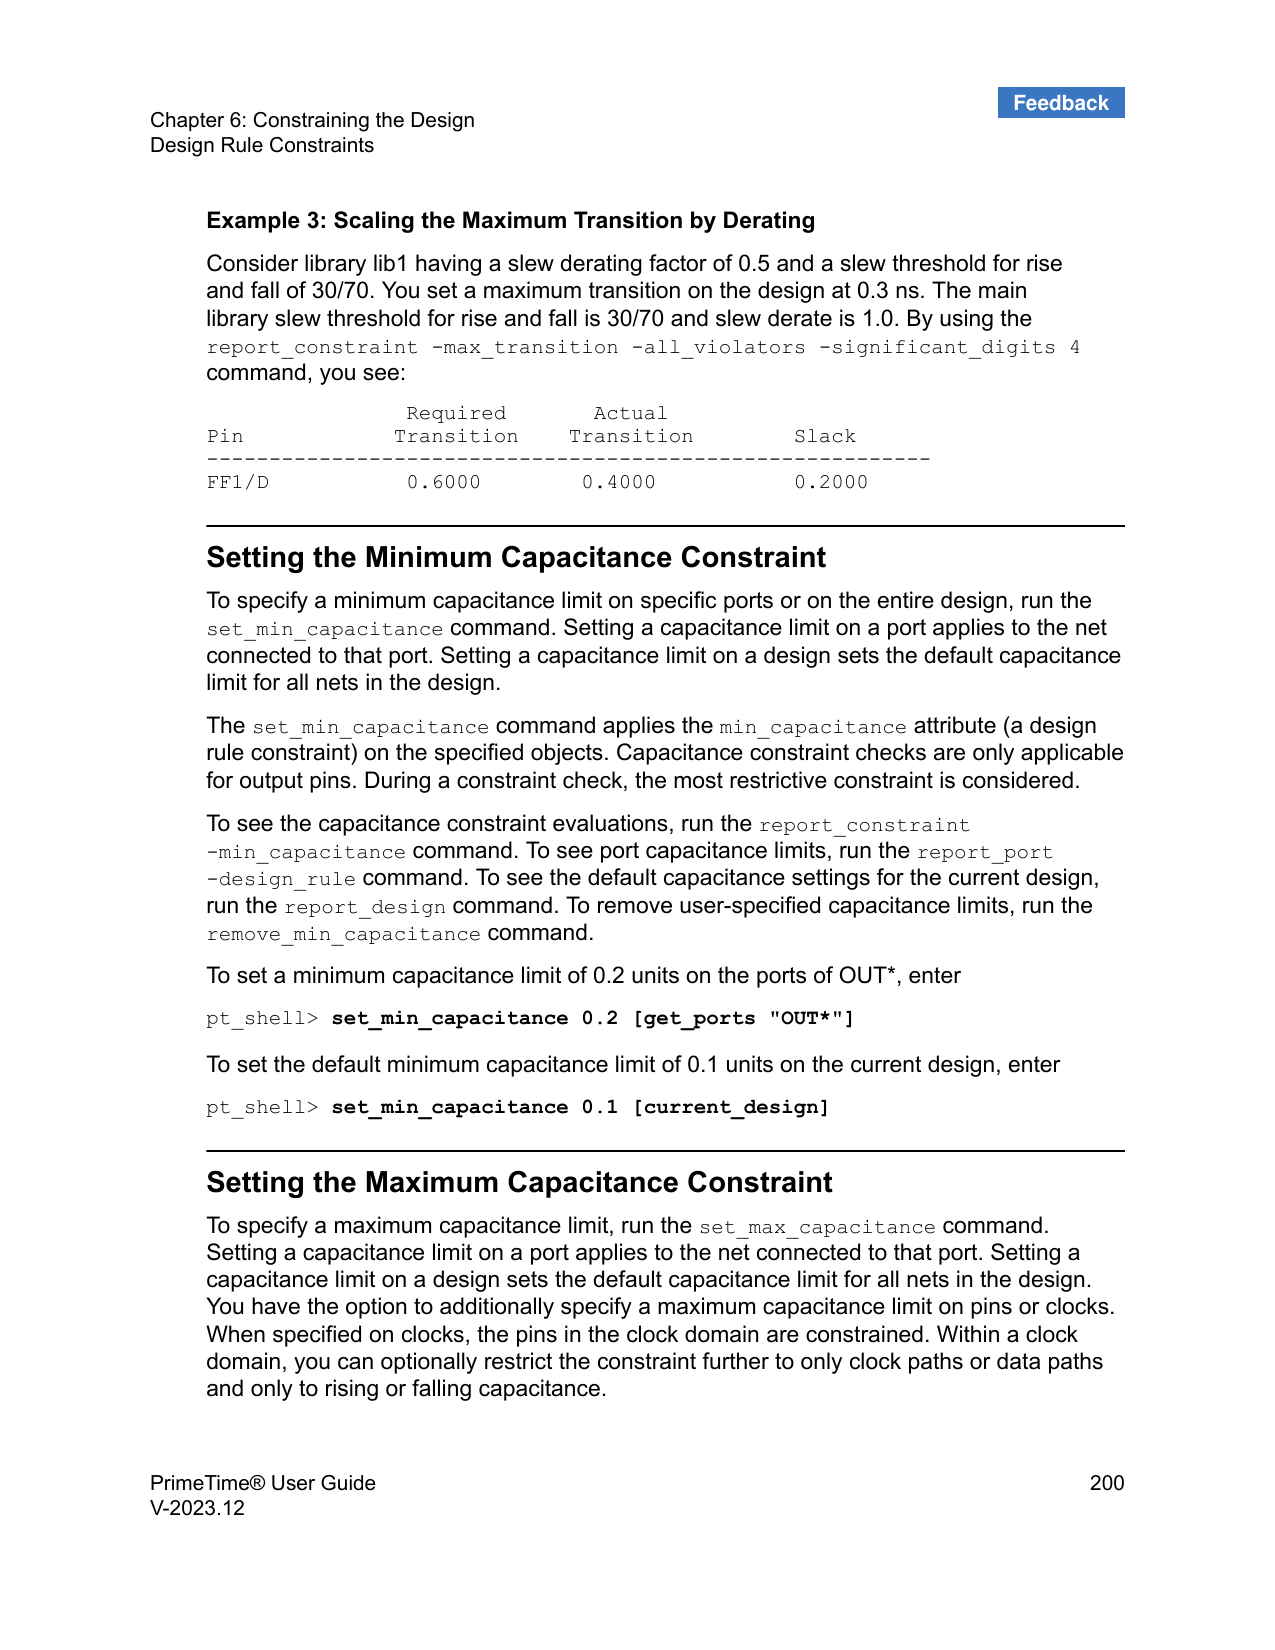 Feedback
Chapter 6: Constraining the Design
Design Rule Constraints
Example 3: Scaling the Maximum Transition by Derating
Consider library lib1 having a slew derating factor of 0.5 and a slew threshold for rise
and fall of 30/70. You set a maximum transition on the design at 0.3 ns. The main
library slew threshold for rise and fall is 30/70 and slew derate is 1.0. By using the
report_constraint -max_transition -all_violators -significant_digits 4
command, you see:
Required Actual
Pin Transition Transition Slack
----------------------------------------------------------
FF1/D 0.6000 0.4000 0.2000
Setting the Minimum Capacitance Constraint
To specify a minimum capacitance limit on specific ports or on the entire design, run the
set_min_capacitance command. Setting a capacitance limit on a port applies to the net
connected to that port. Setting a capacitance limit on a design sets the default capacitance
limit for all nets in the design.
The set_min_capacitance command applies the min_capacitance attribute (a design
rule constraint) on the specified objects. Capacitance constraint checks are only applicable
for output pins. During a constraint check, the most restrictive constraint is considered.
To see the capacitance constraint evaluations, run the report_constraint
-min_capacitance command. To see port capacitance limits, run the report_port
-design_rule command. To see the default capacitance settings for the current design,
run the report_design command. To remove user-specified capacitance limits, run the
remove_min_capacitance command.
To set a minimum capacitance limit of 0.2 units on the ports of OUT*, enter
pt_shell> set_min_capacitance 0.2 [get_ports "OUT*"]
To set the default minimum capacitance limit of 0.1 units on the current design, enter
pt_shell> set_min_capacitance 0.1 [current_design]
Setting the Maximum Capacitance Constraint
To specify a maximum capacitance limit, run the set_max_capacitance command.
Setting a capacitance limit on a port applies to the net connected to that port. Setting a
capacitance limit on a design sets the default capacitance limit for all nets in the design.
You have the option to additionally specify a maximum capacitance limit on pins or clocks.
When specified on clocks, the pins in the clock domain are constrained. Within a clock
domain, you can optionally restrict the constraint further to only clock paths or data paths
and only to rising or falling capacitance.
PrimeTime® User Guide 200
V-2023.12